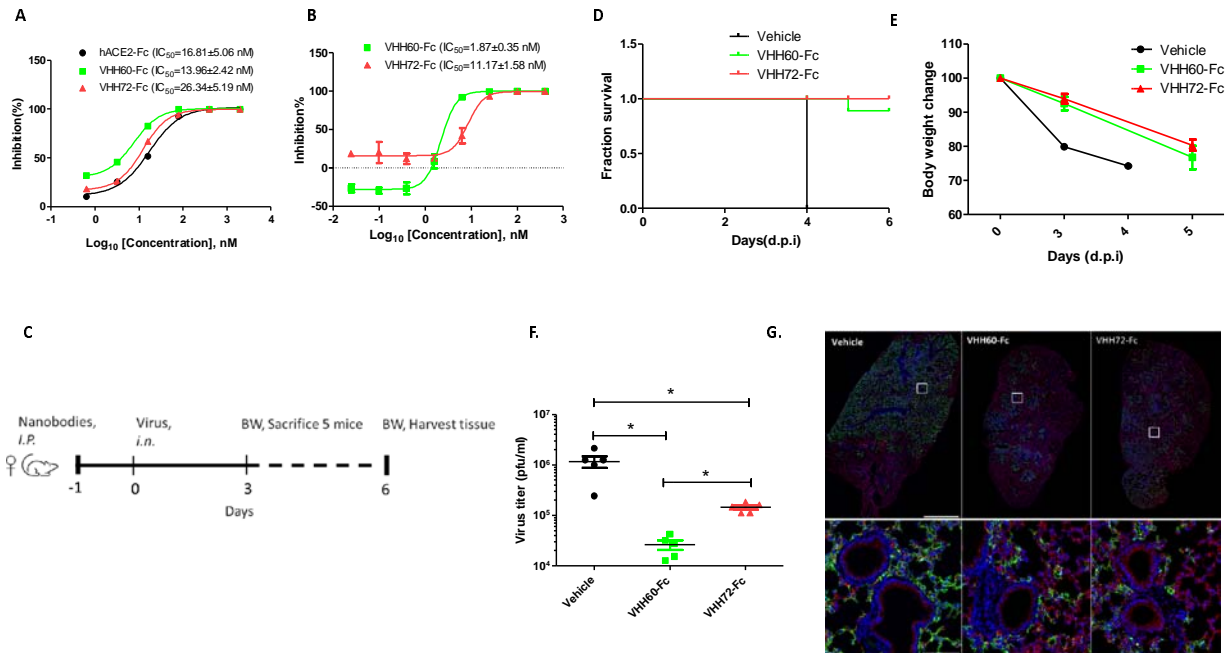 A
hACE2-Fc (IC50=16.81±5.06 nM)
VHH60-Fc (IC50=13.96±2.42 nM)
VHH72-Fc (IC50=26.34±5.19 nM)
Inhibition(%)
150
100
50
0
-1 0 1 2 3 4
Log10 [Concentration], nM
B
VHH60-Fc (IC50=1.87±0.35 nM)
VHH72-Fc (IC50=11.17±1.58 nM)
Inhibition%
150
100
50
0
-50
-2 -1 0 1 2 3
Log10 [Concentration], nM
D
Vehicle
VHH60-Fc
VHH72-Fc
Fraction survival
1.5
1.0
0.5
0.0
0 2 4 6
Days(d.p.i)
E
Vehicle
VHH60-Fc
VHH72-Fc
Body weight change
110
100
90
80
70
60
0 3 4 5
Days (d.p.i)
C
Nanobodies,
I.P.
Virus,
i.n.
BW, Sacrifice 5 mice
BW, Harvest tissue
♀
-1 0 3 6
Days
F.
Virus titer (pfu/ml)
10^7
10^6
10^5
10^4
*
*
*
Vehicle
VHH60-Fc
VHH72-Fc
G.
Vehicle
VHH60-Fc
VHH72-Fc